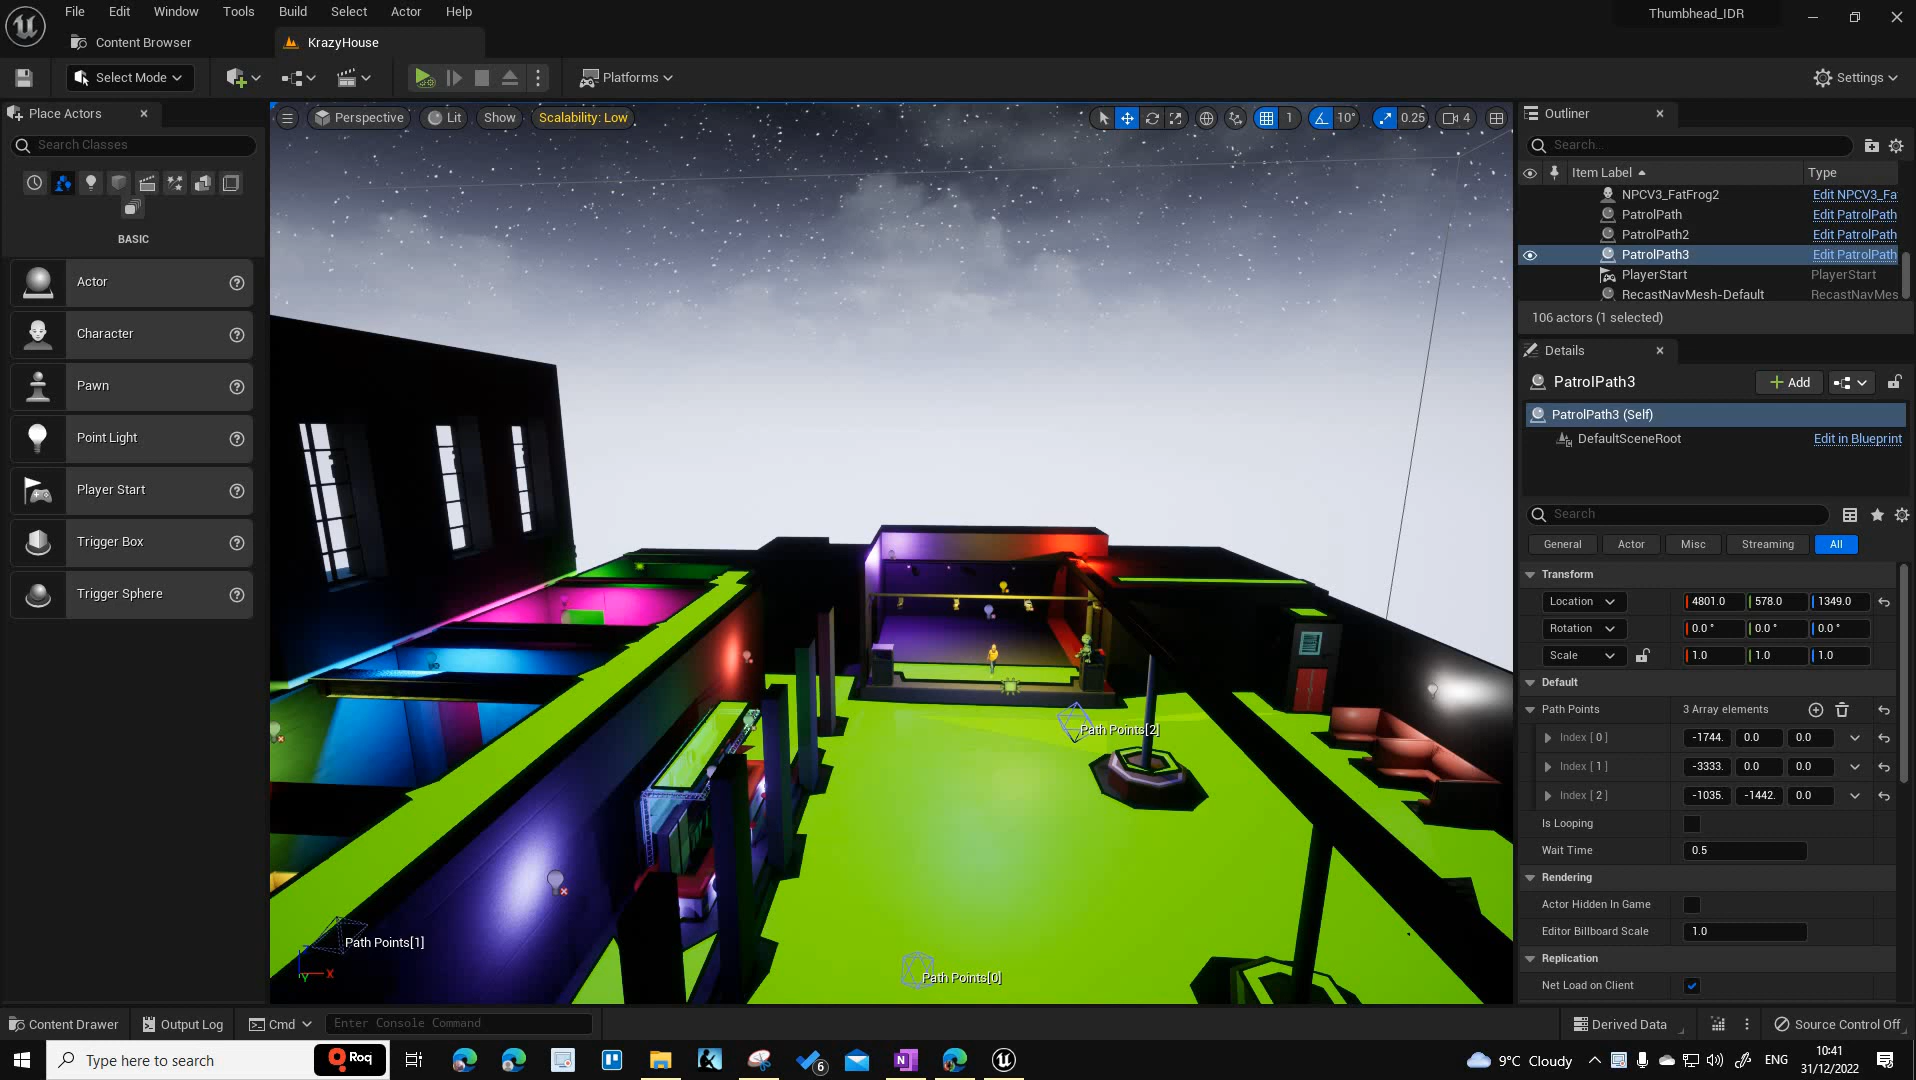 File Edit Window Tools Build Select Actor Help
Thumbhead_IDR
Content Browser
KrazyHouse
Select Mode
Platforms
Settings
Place Actors
Search Classes
BASIC
Actor
Character
Pawn
Point Light
Player Start
Trigger Box
Trigger Sphere
Perspective
Lit
Show
Scalability: Low
1
10°
0.25
4
Path Points[2]
Path Points[1]
Path Points[0]
X
Y
Outliner
Search...
Item Label
Type
NPCV3_FatFrog2 Edit NPCV3_Fa
PatrolPath Edit PatrolPath
PatrolPath2 Edit PatrolPath
PatrolPath3 Edit PatrolPath
PlayerStart PlayerStart
RecastNavMesh-Default RecastNavMes
106 actors (1 selected)
Details
PatrolPath3
Add
PatrolPath3 (Self)
DefaultSceneRoot Edit in Blueprint
Search
General Actor Misc Streaming All
Transform
Location 4801.0 578.0 1349.0
Rotation 0.0° 0.0° 0.0°
Scale 1.0 1.0 1.0
Default
Path Points 3 Array elements
Index [ 0 ] -1744. 0.0 0.0
Index [ 1 ] -3333. 0.0 0.0
Index [ 2 ] -1035. -1442. 0.0
Is Looping
Wait Time 0.5
Rendering
Actor Hidden In Game
Editor Billboard Scale 1.0
Replication
Net Load on Client
Content Drawer
Output Log
Cmd
Enter Console Command
Derived Data
Source Control Off
Type here to search
Roq
6
9°C Cloudy
ENG
10:41
31/12/2022